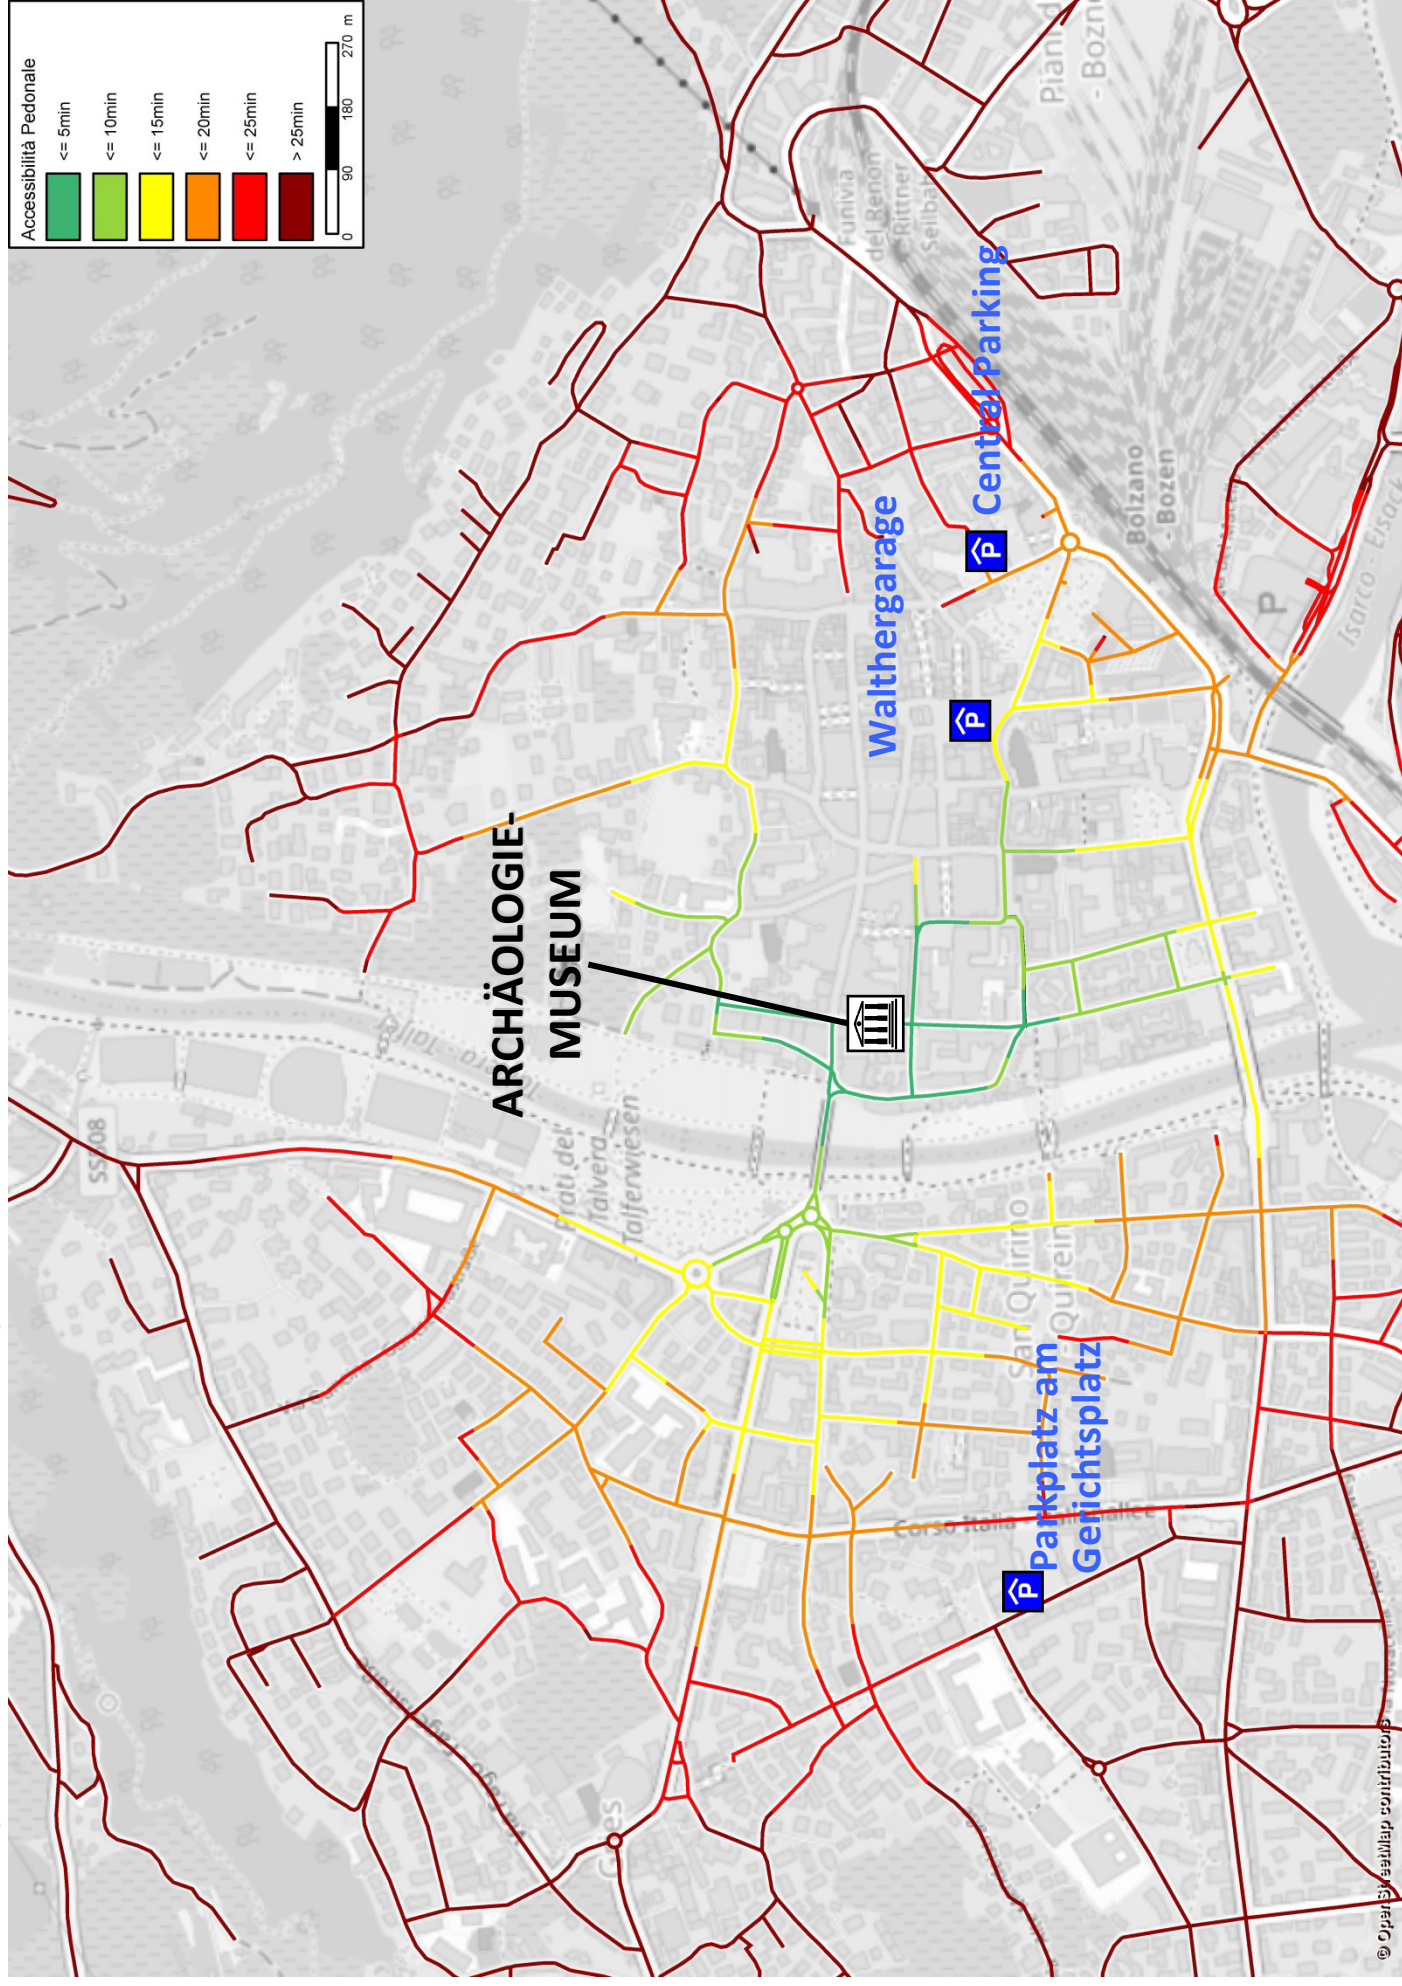 Accessibilità Pedonale
<= 5min
<= 10min
<= 15min
<= 20min
<= 25min
> 25min
0 90 180 270 m
ARCHÄOLOGIE-
MUSEUM
Walthergarage
Central Parking
Parkplatz am
Gerichtsplatz
SS508
Prati del
Talvera
Talferwiesen
Funivia
del Renon
Rittner
Seilbahn
Piani d
- Bozne
Bolzano
- Bozen
P
Isarco - Eisack
San Quirino
Quirein
Corso Italia
© OpenStreetMap contributors